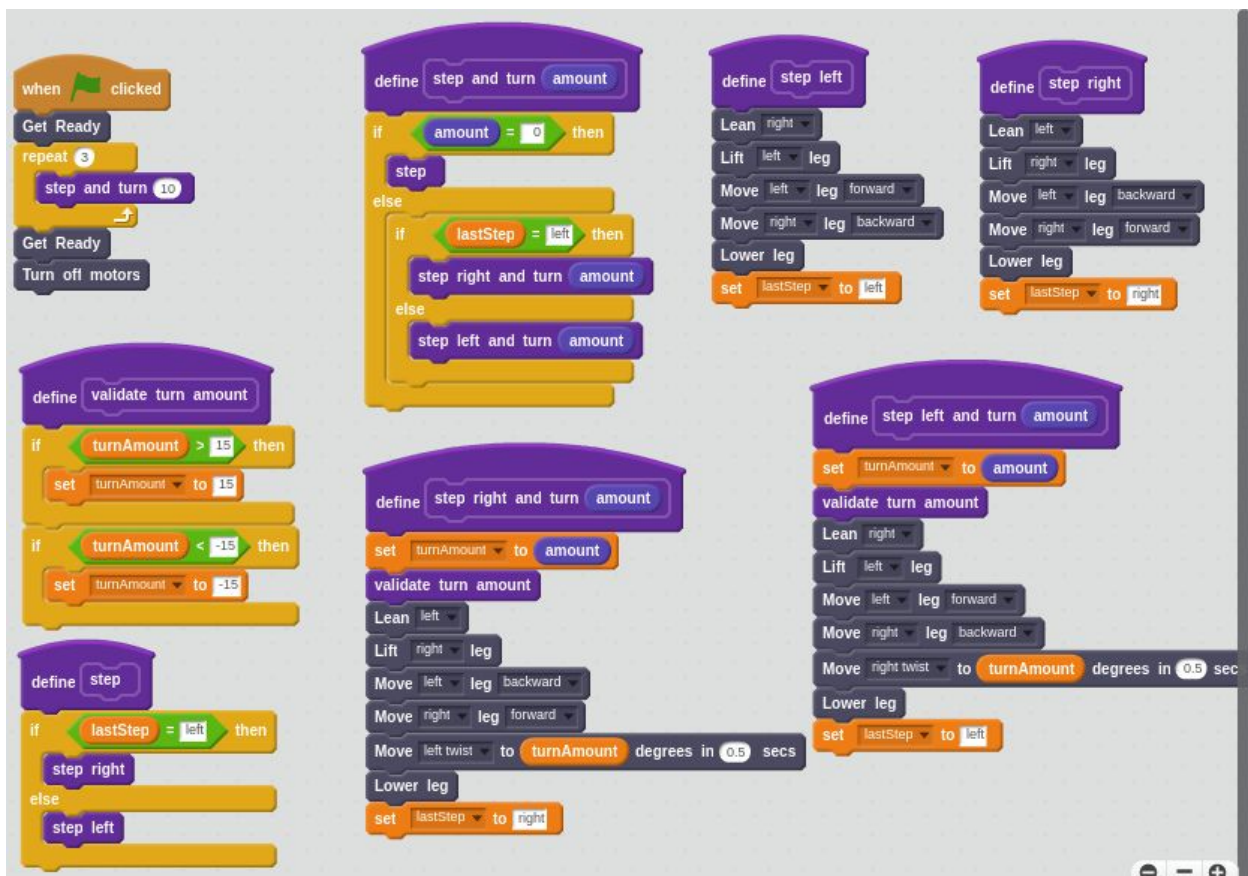 when clicked
Get Ready
repeat 3
step and turn 10
Get Ready
Turn off motors
define step and turn amount
if amount = 0 then
step
else
if lastStep = left then
step right and turn amount
else
step left and turn amount
define step left
Lean right
Lift left leg
Move left leg forward
Move right leg backward
Lower leg
set lastStep to left
define step right
Lean left
Lift right leg
Move left leg backward
Move right leg forward
Lower leg
set lastStep to right
define validate turn amount
if turnAmount > 15 then
set turnAmount to 15
if turnAmount < -15 then
set turnAmount to -15
define step
if lastStep = left then
step right
else
step left
define step right and turn amount
set turnAmount to amount
validate turn amount
Lean left
Lift right leg
Move left leg backward
Move right leg forward
Move left twist to turnAmount degrees in 0.5 secs
Lower leg
set lastStep to right
define step left and turn amount
set turnAmount to amount
validate turn amount
Lean right
Lift left leg
Move left leg forward
Move right leg backward
Move right twist to turnAmount degrees in 0.5 sec
Lower leg
set lastStep to left